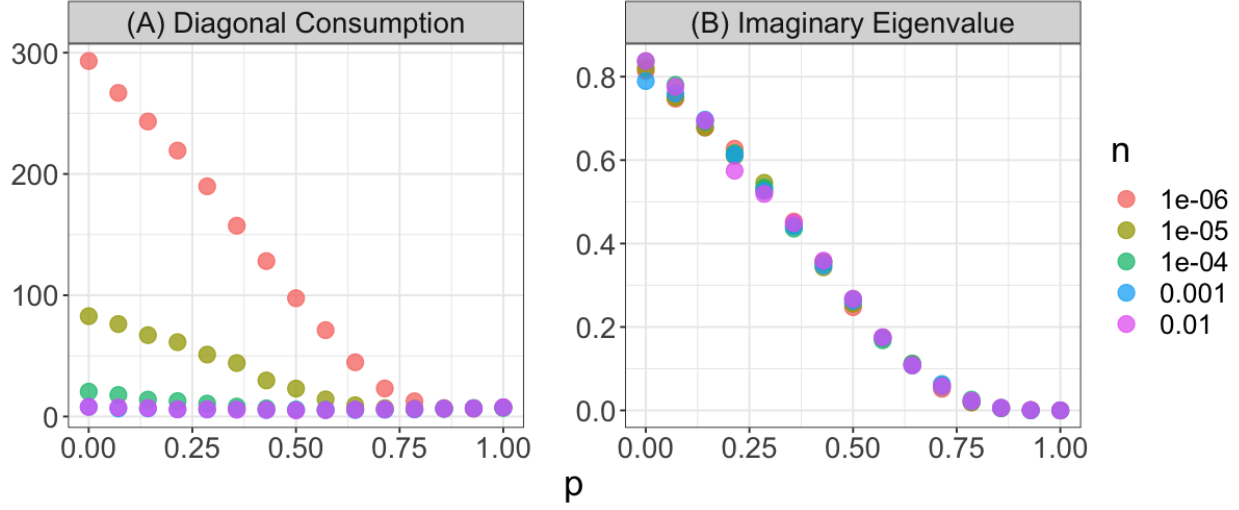 (A) Diagonal Consumption
(B) Imaginary Eigenvalue
300
200
100
0
0.00 0.25 0.50 0.75 1.00
0.8
0.6
0.4
0.2
0.0
0.00 0.25 0.50 0.75 1.00
p
n
1e-06
1e-05
1e-04
0.001
0.01